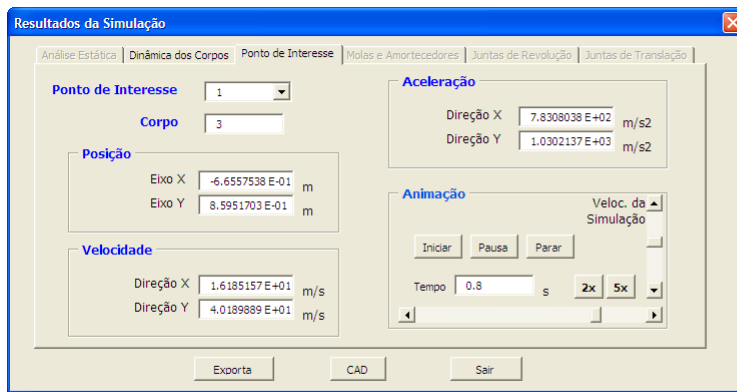 Resultados da Simulação
Análise Estática Dinâmica dos Corpos Ponto de Interesse Molas e Amortecedores Juntas de Revolução Juntas de Translação
Ponto de Interesse 1
Corpo 3
Posição
Eixo X -6.6557538 E-01 m
Eixo Y 8.5951703 E-01 m
Velocidade
Direção X 1.6185157 E+01 m/s
Direção Y 4.0189889 E+01 m/s
Aceleração
Direção X 7.8308038 E+02 m/s2
Direção Y 1.0302137 E+03 m/s2
Animação
Veloc. da
Simulação
Iniciar Pausa Parar
Tempo 0.8 s 2x 5x
Exporta CAD Sair